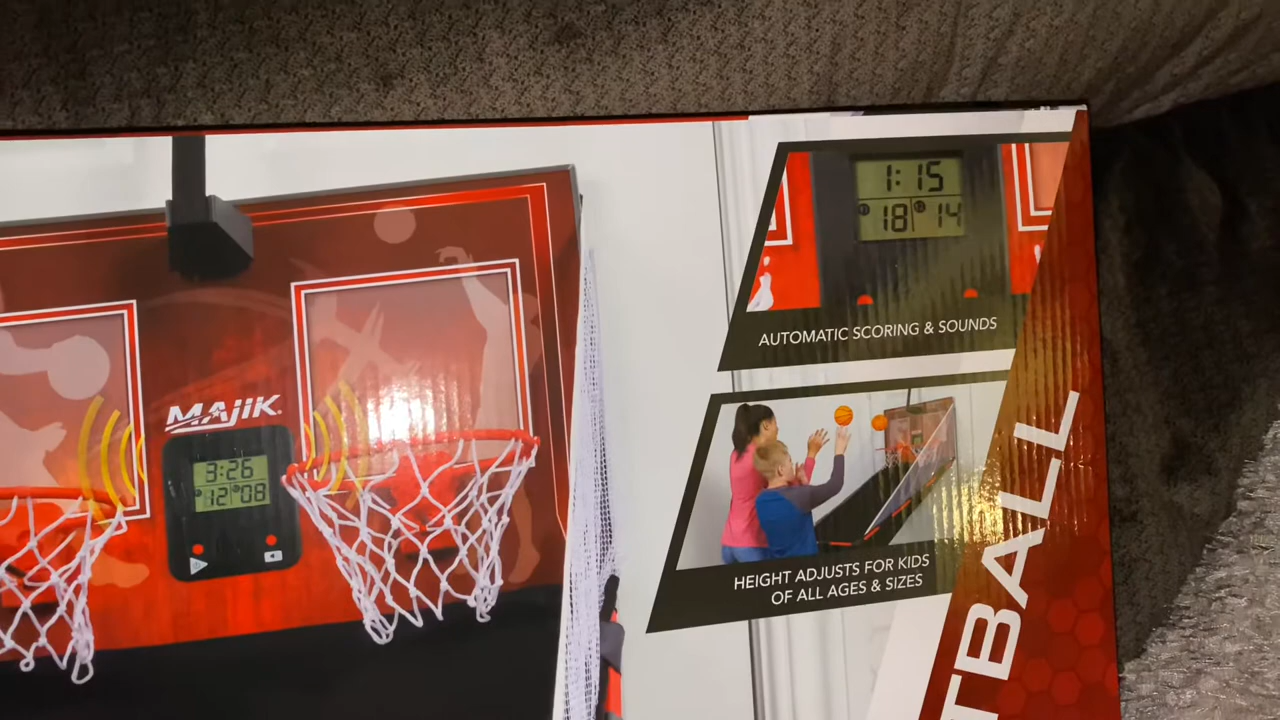 MAJIK
3:26
12 08
1:15
18 14
AUTOMATIC SCORING & SOUNDS
HEIGHT ADJUSTS FOR KIDS
OF ALL AGES & SIZES
TBALL